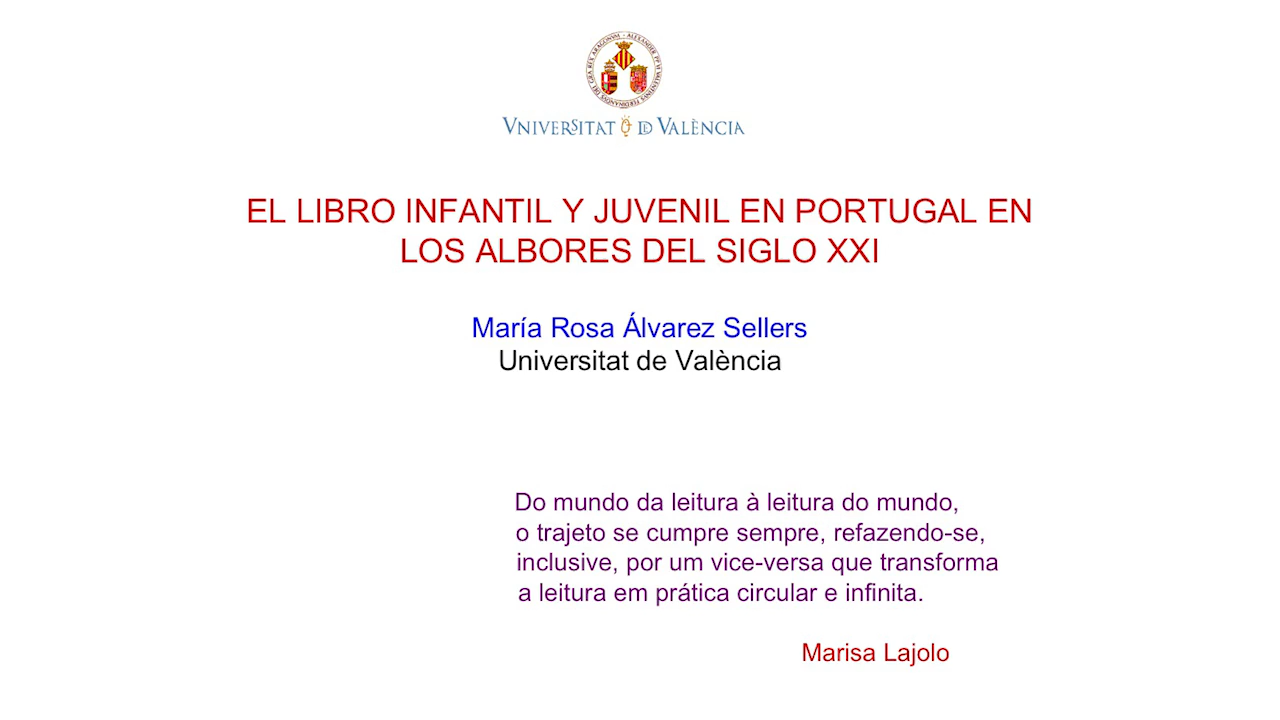 VNIVERSITAT DE VALÈNCIA
EL LIBRO INFANTIL Y JUVENIL EN PORTUGAL EN
LOS ALBORES DEL SIGLO XXI
María Rosa Álvarez Sellers
Universitat de València
Do mundo da leitura à leitura do mundo,
o trajeto se cumpre sempre, refazendo-se,
inclusive, por um vice-versa que transforma
a leitura em prática circular e infinita.
Marisa Lajolo